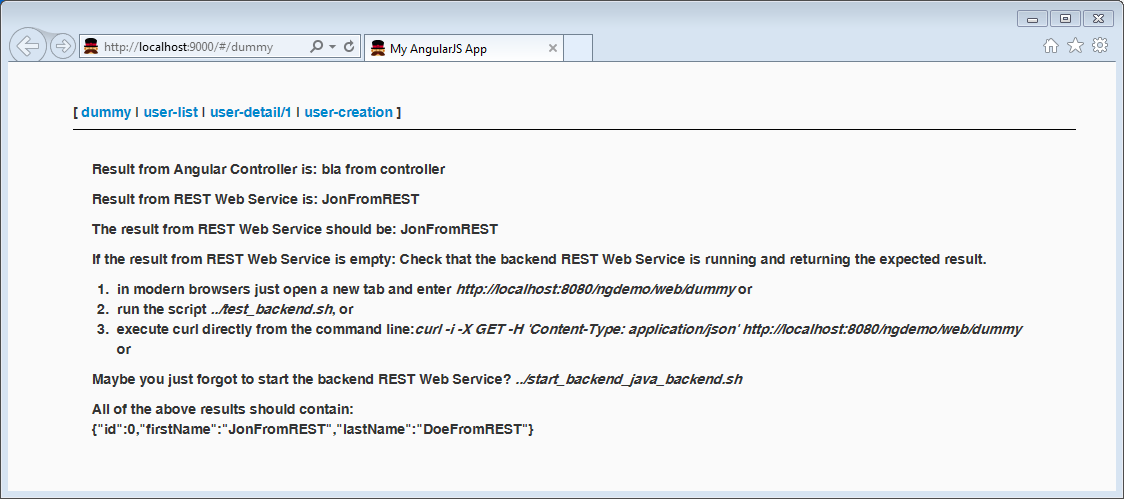 http://localhost:9000/#/dummy
My AngularJS App
[ dummy | user-list | user-detail/1 | user-creation ]
Result from Angular Controller is: bla from controller
Result from REST Web Service is: JonFromREST
The result from REST Web Service should be: JonFromREST
If the result from REST Web Service is empty: Check that the backend REST Web Service is running and returning the expected result.
1. in modern browsers just open a new tab and enter http://localhost:8080/ngdemo/web/dummy or
2. run the script ../test_backend.sh, or
3. execute curl directly from the command line: curl -i -X GET -H 'Content-Type: application/json' http://localhost:8080/ngdemo/web/dummy
or
Maybe you just forgot to start the backend REST Web Service? ../start_backend_java_backend.sh
All of the above results should contain:
{"id":0,"firstName":"JonFromREST","lastName":"DoeFromREST"}